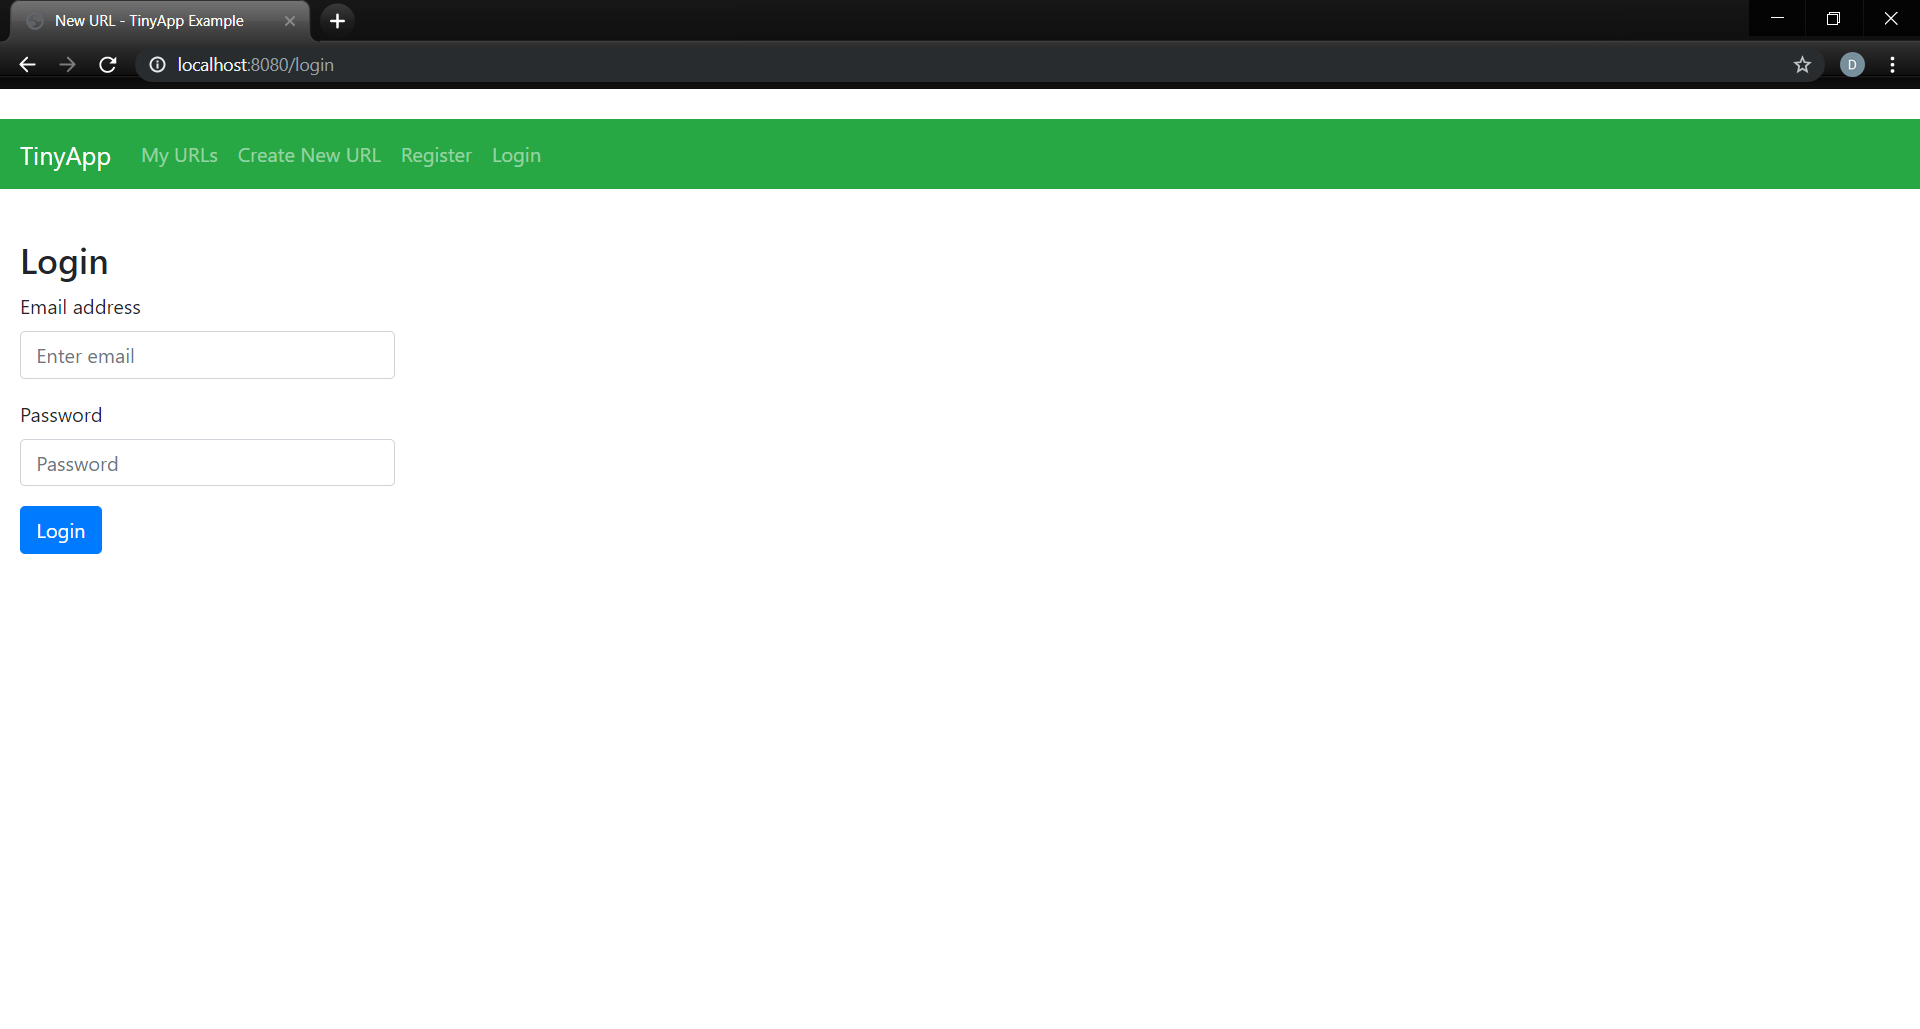 New URL - TinyApp Example
localhost:8080/login
D
TinyApp My URLs Create New URL Register Login
Login
Email address
Enter email
Password
Password
Login